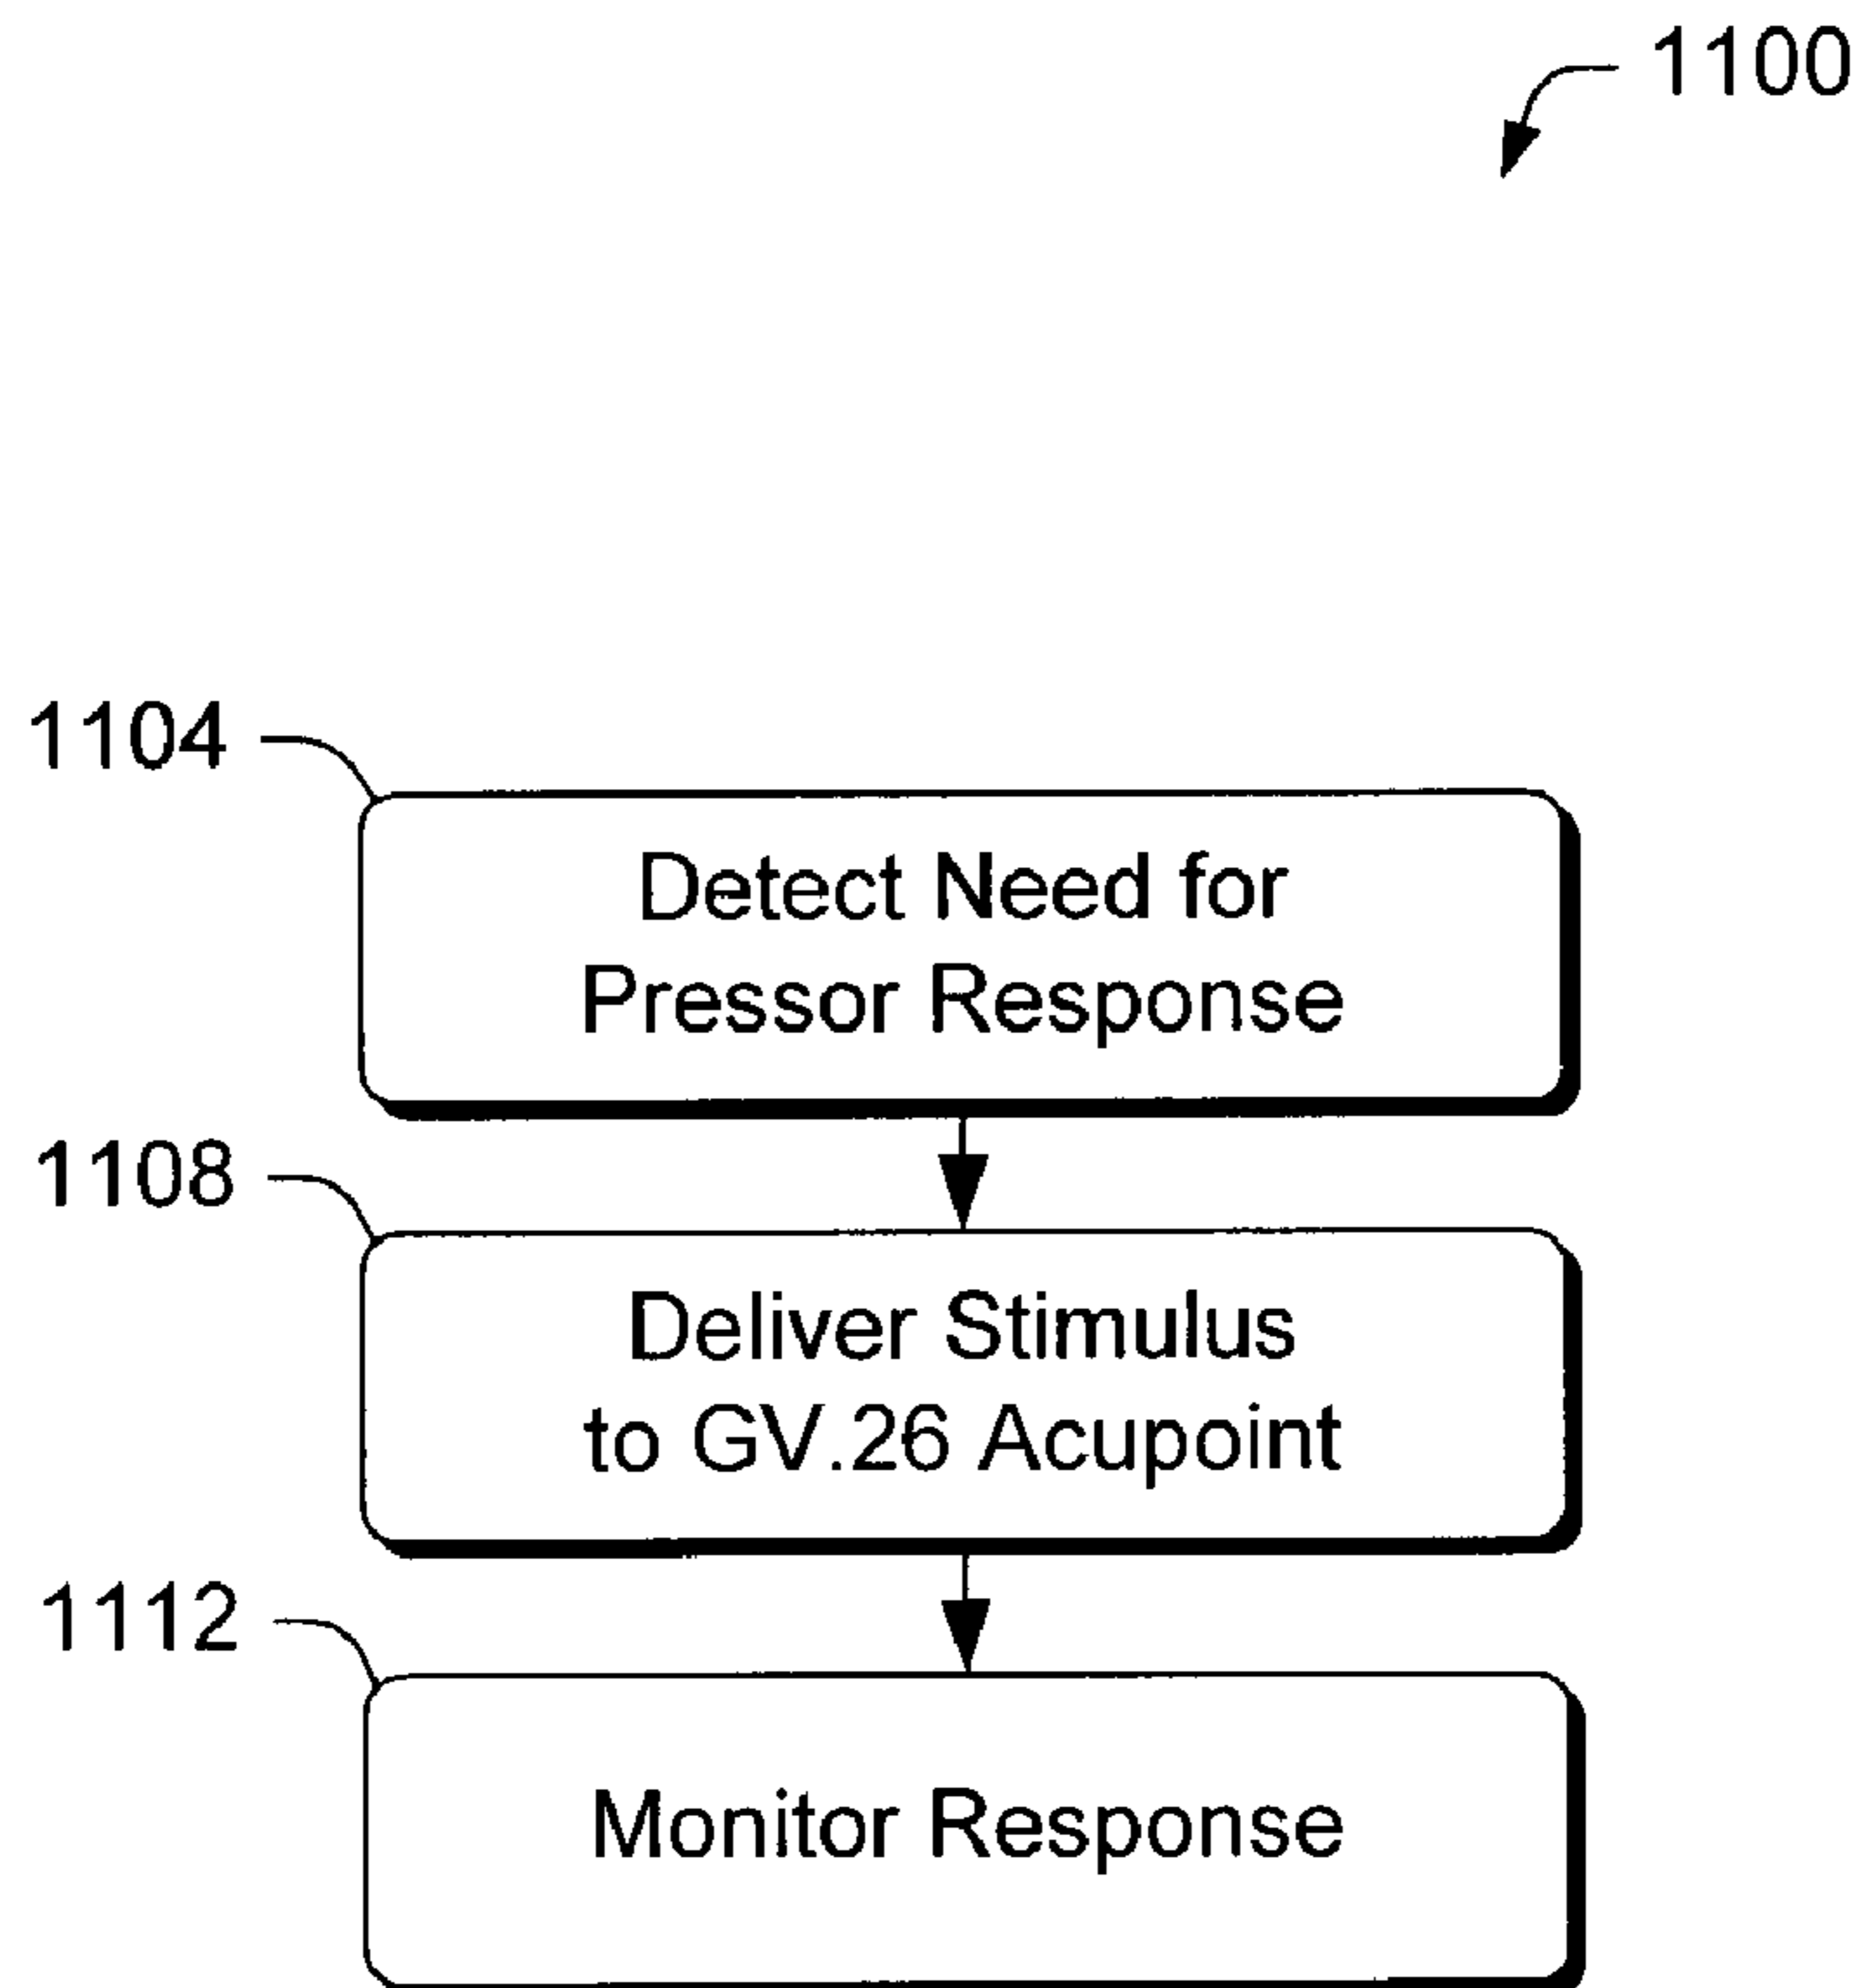 1100
1104
Detect Need for
Pressor Response
1108
Deliver Stimulus
to GV.26 Acupoint
1112
Monitor Response